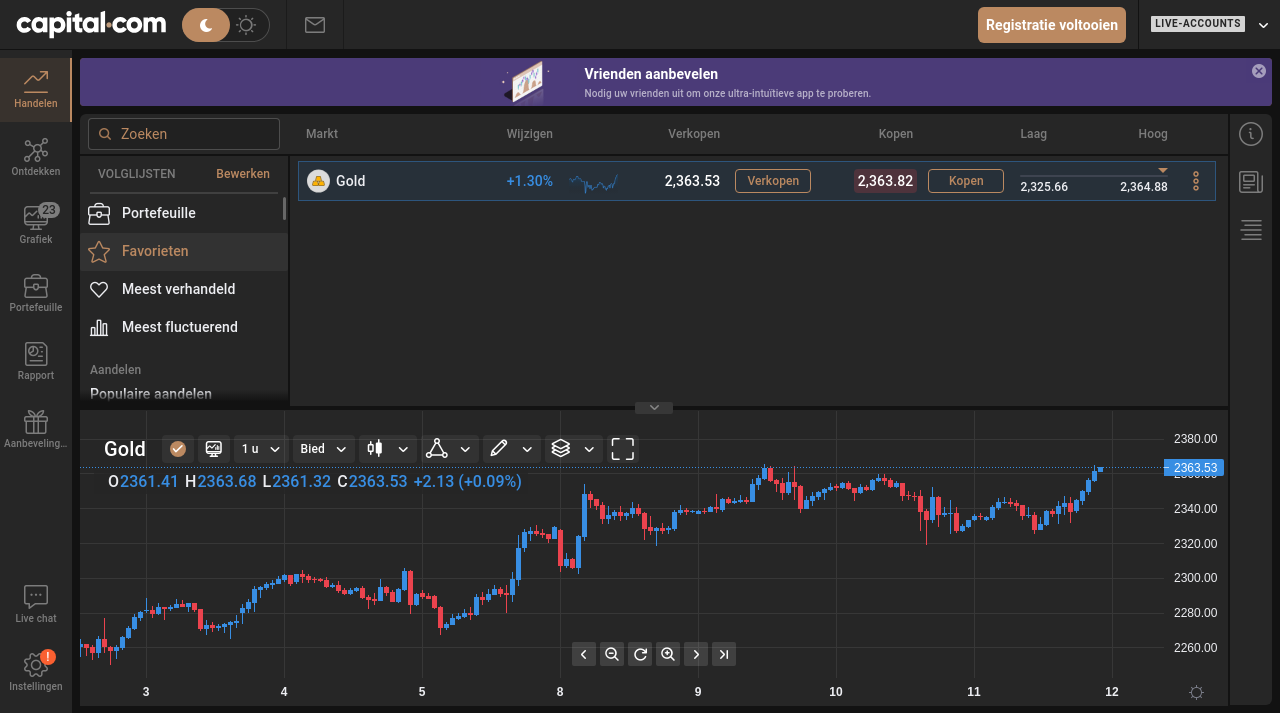 capital.com
Registratie voltooien
LIVE-ACCOUNTS
Vrienden aanbevelen
Nodig uw vrienden uit om onze ultra-intuïtieve app te proberen.
Handelen
Ontdekken
23
Grafiek
Portefeuille
Rapport
Aanbeveling...
Live chat
!
Instellingen
Zoeken
Markt Wijzigen Verkopen Kopen Laag Hoog
VOLGLIJSTEN Bewerken
Portefeuille
Favorieten
Meest verhandeld
Meest fluctuerend
Aandelen
Populaire aandelen
Gold +1.30% 2,363.53 Verkopen 2,363.82 Kopen 2,325.66 2,364.88
Gold 1 u Bied
O2361.41 H2363.68 L2361.32 C2363.53 +2.13 (+0.09%)
2380.00
2363.53
2340.00
2320.00
2300.00
2280.00
2260.00
3 4 5 8 9 10 11 12